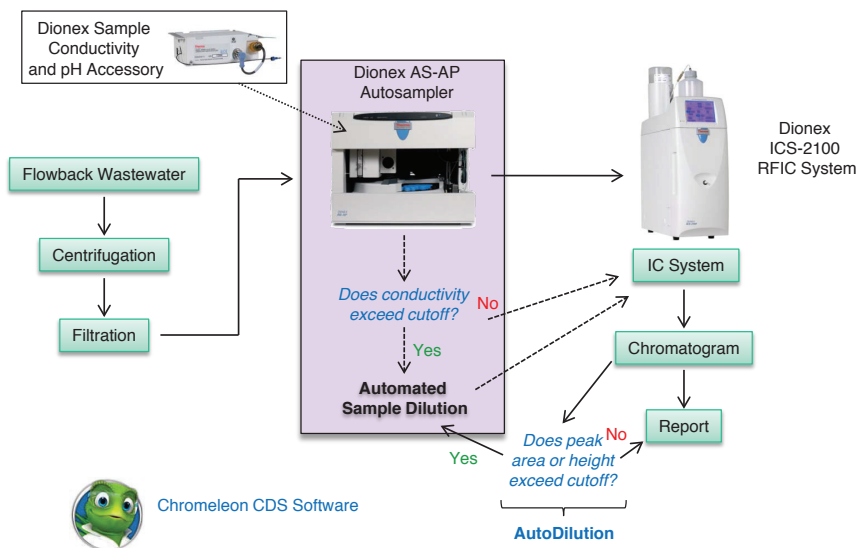 Dionex Sample
Conductivity
and pH Accessory
Dionex AS-AP
Autosampler
Dionex
ICS-2100
RFIC System
Flowback Wastewater
Centrifugation
Filtration
Does conductivity
exceed cutoff?
No
Yes
Automated
Sample Dilution
IC System
Chromatogram
Report
Does peak
area or height
exceed cutoff?
No
Yes
AutoDilution
Chromeleon CDS Software